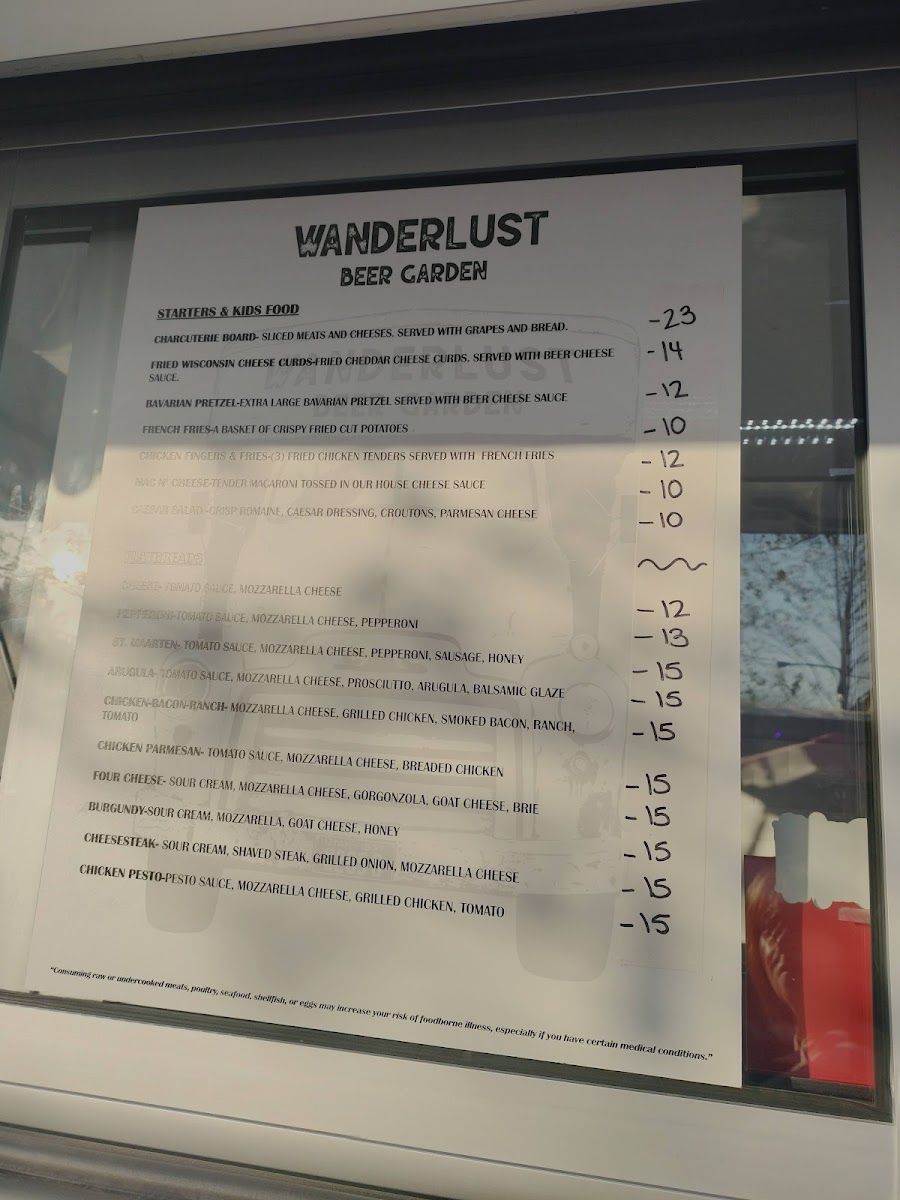 WANDERLUST
BEER GARDEN
STARTERS & KIDS FOOD
CHARCUTERIE BOARD- SLICED MEATS AND CHEESES. SERVED WITH GRAPES AND BREAD. -23
FRIED WISCONSIN CHEESE CURDS-FRIED CHEDDAR CHEESE CURDS. SERVED WITH BEER CHEESE -14
SAUCE.
BAVARIAN PRETZEL-EXTRA LARGE BAVARIAN PRETZEL SERVED WITH BEER CHEESE SAUCE -12
FRENCH FRIES-A BASKET OF CRISPY FRIED CUT POTATOES -10
CHICKEN FINGERS & FRIES-(3) FRIED CHICKEN TENDERS SERVED WITH FRENCH FRIES -12
MAC N' CHEESE-TENDER MACARONI TOSSED IN OUR HOUSE CHEESE SAUCE -10
CAESAR SALAD-CRISP ROMAINE, CAESAR DRESSING, CROUTONS, PARMESAN CHEESE -10
FLATBREADS
CHEESE- TOMATO SAUCE, MOZZARELLA CHEESE -12
PEPPERONI-TOMATO SAUCE, MOZZARELLA CHEESE, PEPPERONI -13
ST. MAARTEN- TOMATO SAUCE, MOZZARELLA CHEESE, PEPPERONI, SAUSAGE, HONEY -15
ARUGULA- TOMATO SAUCE, MOZZARELLA CHEESE, PROSCIUTTO, ARUGULA, BALSAMIC GLAZE -15
CHICKEN-BACON-RANCH- MOZZARELLA CHEESE, GRILLED CHICKEN, SMOKED BACON, RANCH, -15
TOMATO
CHICKEN PARMESAN- TOMATO SAUCE, MOZZARELLA CHEESE, BREADED CHICKEN -15
FOUR CHEESE- SOUR CREAM, MOZZARELLA CHEESE, GORGONZOLA, GOAT CHEESE, BRIE -15
BURGUNDY-SOUR CREAM, MOZZARELLA, GOAT CHEESE, HONEY -15
CHEESESTEAK- SOUR CREAM, SHAVED STEAK, GRILLED ONION, MOZZARELLA CHEESE -15
CHICKEN PESTO-PESTO SAUCE, MOZZARELLA CHEESE, GRILLED CHICKEN, TOMATO -15
"Consuming raw or undercooked meats, poultry, seafood, shellfish, or eggs may increase your risk of foodborne illness, especially if you have certain medical conditions."
WANDERLUST
BEER GARDEN